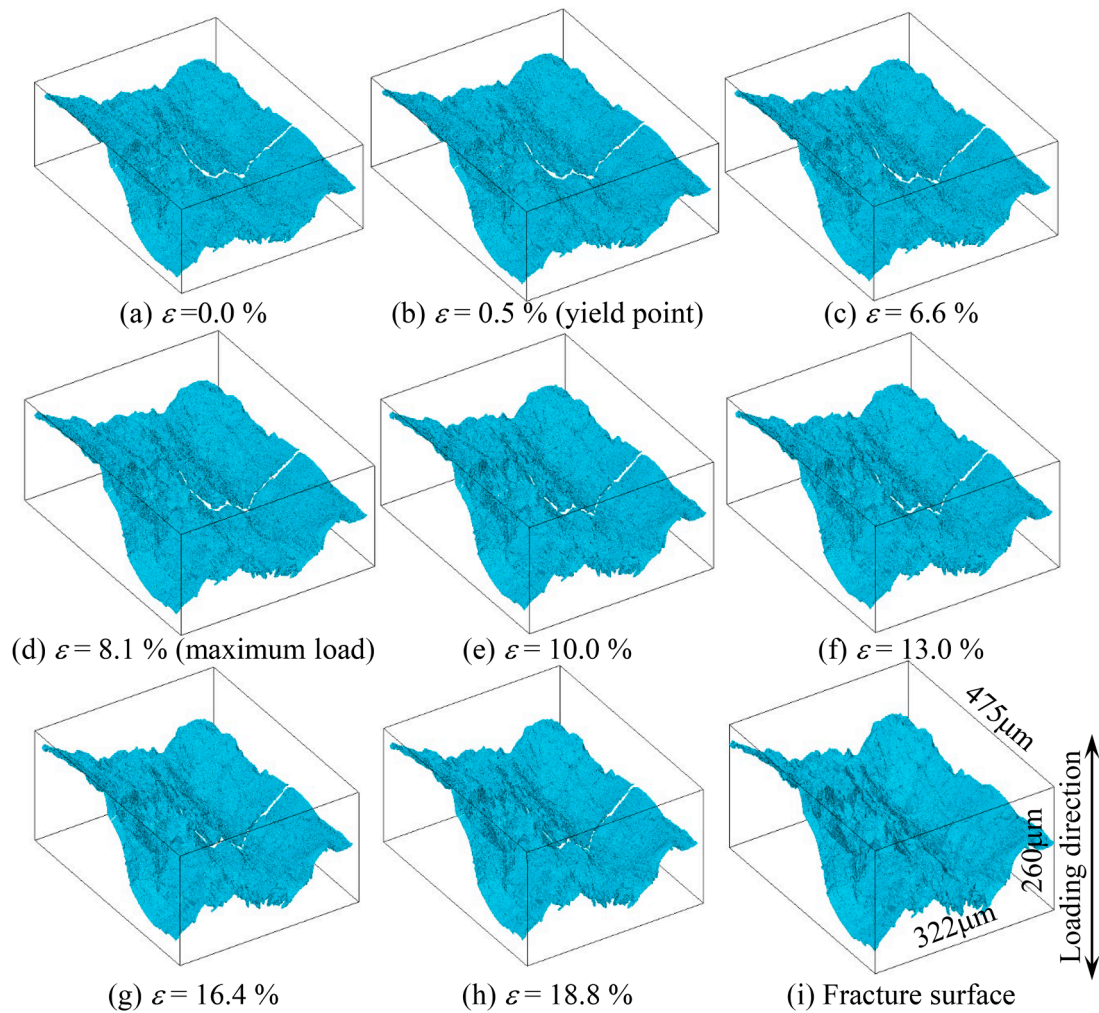 (a) ε =0.0 %
(b) ε = 0.5 % (yield point)
(c) ε = 6.6 %
(d) ε = 8.1 % (maximum load)
(e) ε = 10.0 %
(f) ε = 13.0 %
475μm
260μm
322μm
Loading direction
(g) ε = 16.4 %
(h) ε = 18.8 %
(i) Fracture surface